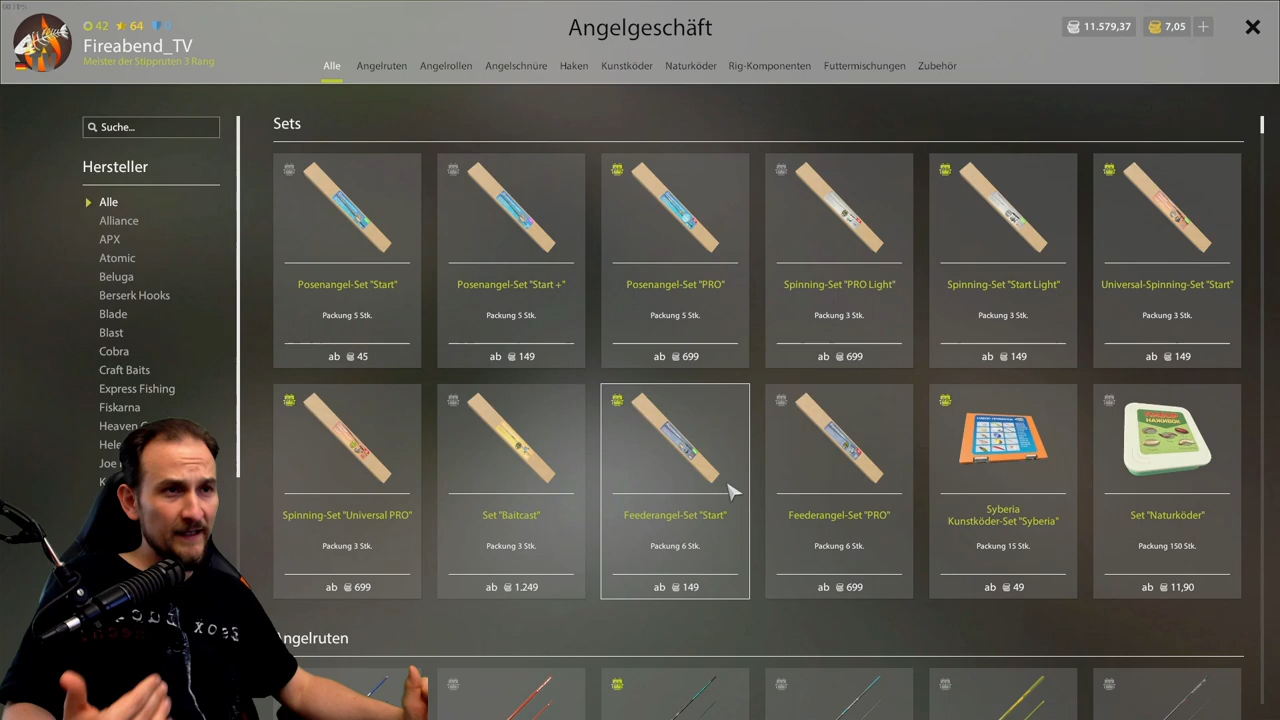 42 64 0
Fireabend_TV
Meister der Stippruten 3 Rang
Angelgeschäft
11.579,37 7,05 +
Alle Angelruten Angelrollen Angelschnüre Haken Kunstköder Naturköder Rig-Komponenten Futtermischungen Zubehör
Suche...
Hersteller
Alle
Alliance
APX
Atomic
Beluga
Berserk Hooks
Blade
Blast
Cobra
Craft Baits
Express Fishing
Fiskarna
Sets
Posenangel-Set "Start"
Packung 5 Stk.
ab 45
Posenangel-Set "Start +"
Packung 5 Stk.
ab 149
Posenangel-Set "PRO"
Packung 5 Stk.
ab 699
Spinning-Set "PRO Light"
Packung 3 Stk.
ab 699
Spinning-Set "Start Light"
Packung 3 Stk.
ab 149
Universal-Spinning-Set "Start"
Packung 3 Stk.
ab 149
Spinning-Set "Universal PRO"
Packung 3 Stk.
ab 699
Set "Baitcast"
Packung 3 Stk.
ab 1.249
Feederangel-Set "Start"
Packung 6 Stk.
ab 149
Feederangel-Set "PRO"
Packung 6 Stk.
ab 699
Syberia
Kunstköder-Set "Syberia"
Packung 15 Stk.
ab 49
Set "Naturköder"
Packung 150 Stk.
ab 11,90
Angelruten